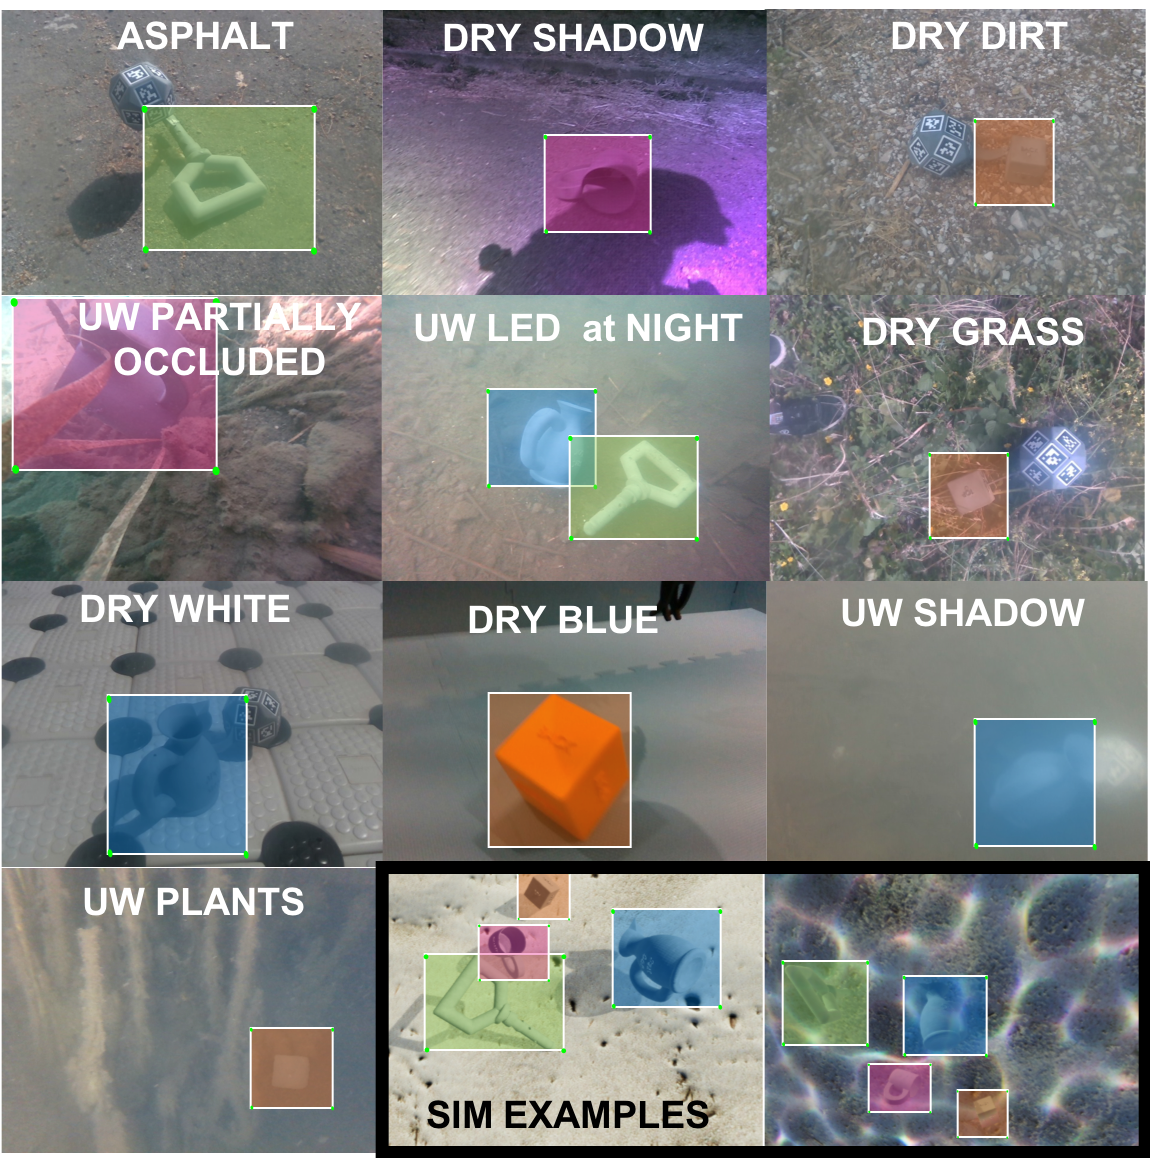 ASPHALT
DRY SHADOW
DRY DIRT
UW PARTIALLY
OCCLUDED
UW LED at NIGHT
DRY GRASS
DRY WHITE
DRY BLUE
UW SHADOW
UW PLANTS
SIM EXAMPLES